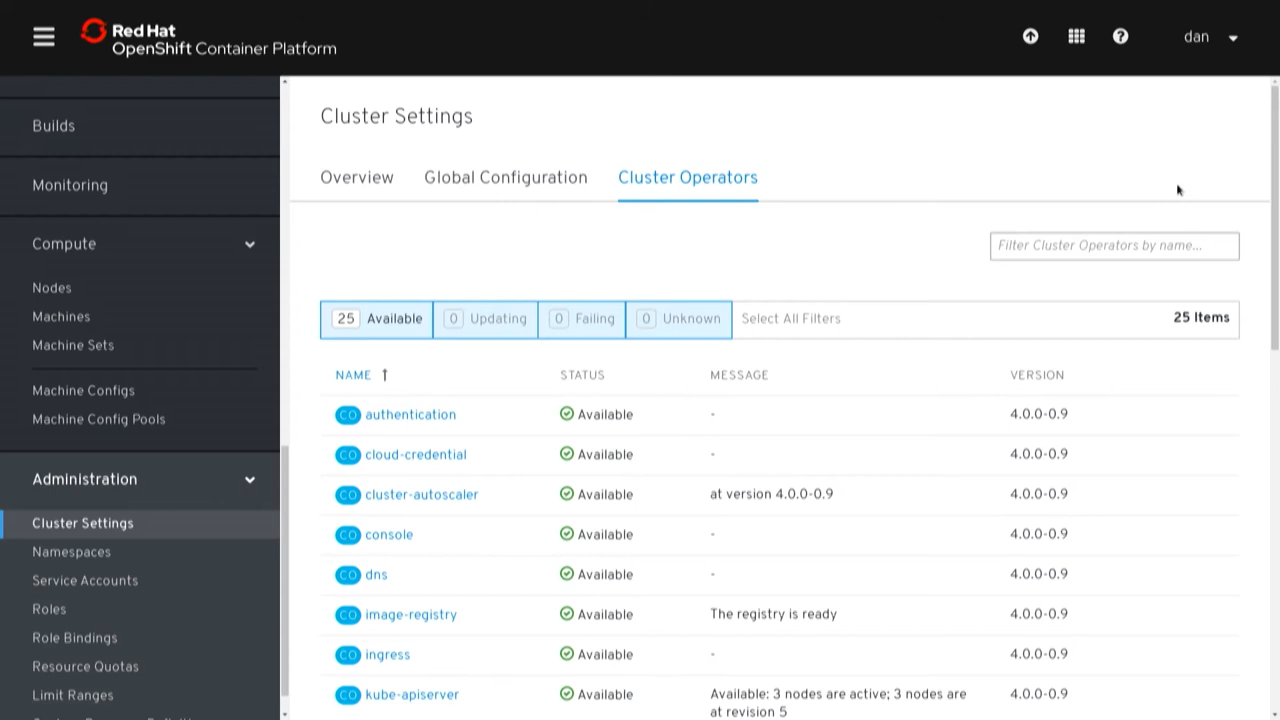 Red Hat
OpenShift Container Platform
dan
Builds
Monitoring
Compute
Nodes
Machines
Machine Sets
Machine Configs
Machine Config Pools
Administration
Cluster Settings
Namespaces
Service Accounts
Roles
Role Bindings
Resource Quotas
Limit Ranges
Cluster Settings
Overview Global Configuration Cluster Operators
Filter Cluster Operators by name...
25 Available 0 Updating 0 Failing 0 Unknown Select All Filters 25 Items
NAME ↑ STATUS MESSAGE VERSION
CO authentication Available - 4.0.0-0.9
CO cloud-credential Available - 4.0.0-0.9
CO cluster-autoscaler Available at version 4.0.0-0.9 4.0.0-0.9
CO console Available - 4.0.0-0.9
CO dns Available - 4.0.0-0.9
CO image-registry Available The registry is ready 4.0.0-0.9
CO ingress Available - 4.0.0-0.9
CO kube-apiserver Available Available: 3 nodes are active; 3 nodes are 4.0.0-0.9
at revision 5